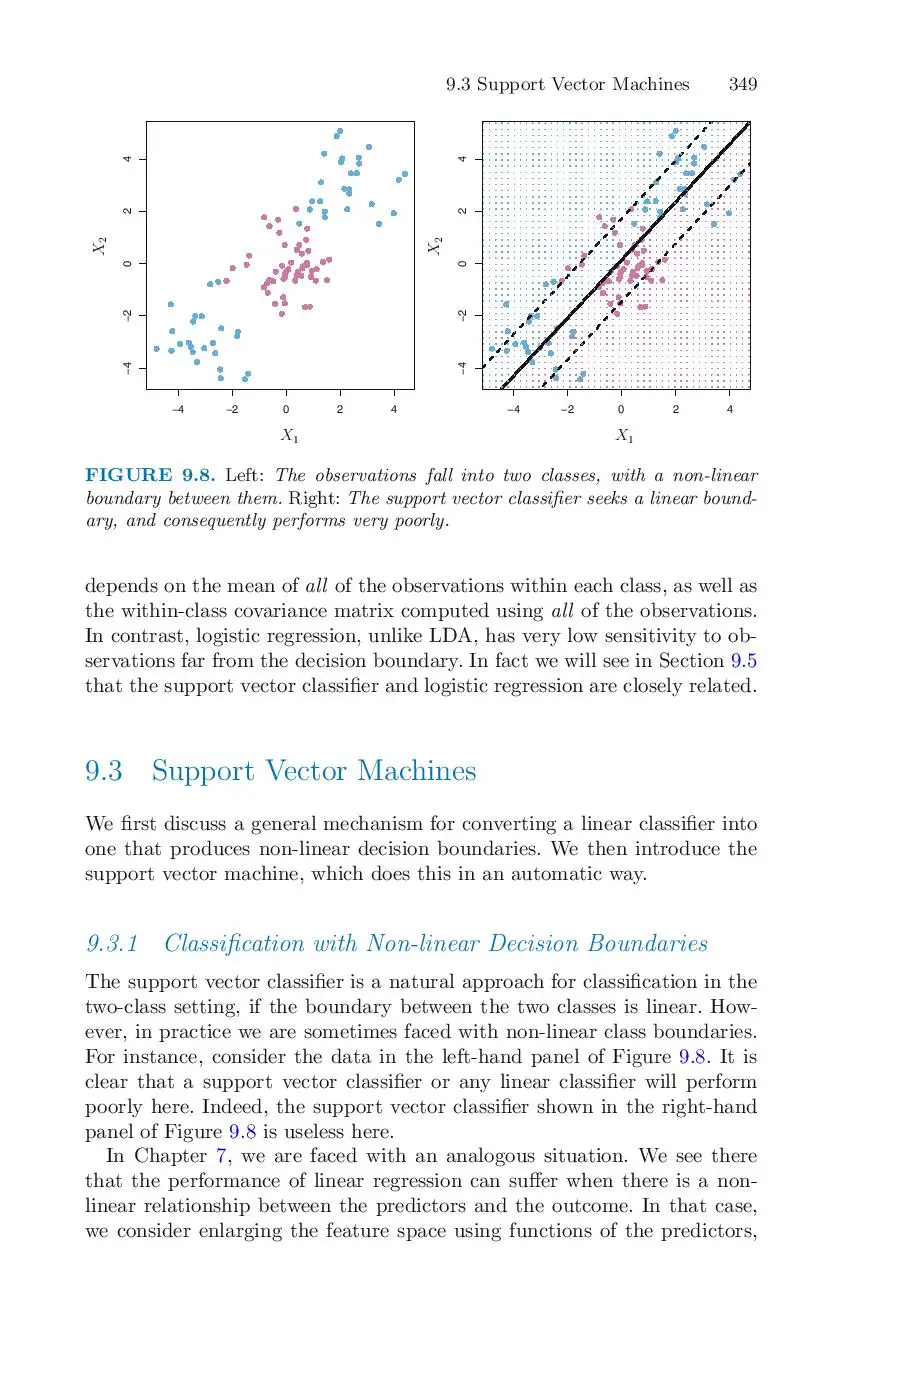 9.3 Support Vector Machines 349
4
2
0
−2
−4
X2
−4 −2 0 2 4
X1
4
2
0
−2
−4
X2
−4 −2 0 2 4
X1
FIGURE 9.8. Left: The observations fall into two classes, with a non-linear
boundary between them. Right: The support vector classifier seeks a linear bound-
ary, and consequently performs very poorly.
depends on the mean of all of the observations within each class, as well as
the within-class covariance matrix computed using all of the observations.
In contrast, logistic regression, unlike LDA, has very low sensitivity to ob-
servations far from the decision boundary. In fact we will see in Section 9.5
that the support vector classifier and logistic regression are closely related.
9.3 Support Vector Machines
We first discuss a general mechanism for converting a linear classifier into
one that produces non-linear decision boundaries. We then introduce the
support vector machine, which does this in an automatic way.
9.3.1 Classification with Non-linear Decision Boundaries
The support vector classifier is a natural approach for classification in the
two-class setting, if the boundary between the two classes is linear. How-
ever, in practice we are sometimes faced with non-linear class boundaries.
For instance, consider the data in the left-hand panel of Figure 9.8. It is
clear that a support vector classifier or any linear classifier will perform
poorly here. Indeed, the support vector classifier shown in the right-hand
panel of Figure 9.8 is useless here.
In Chapter 7, we are faced with an analogous situation. We see there
that the performance of linear regression can suffer when there is a non-
linear relationship between the predictors and the outcome. In that case,
we consider enlarging the feature space using functions of the predictors,